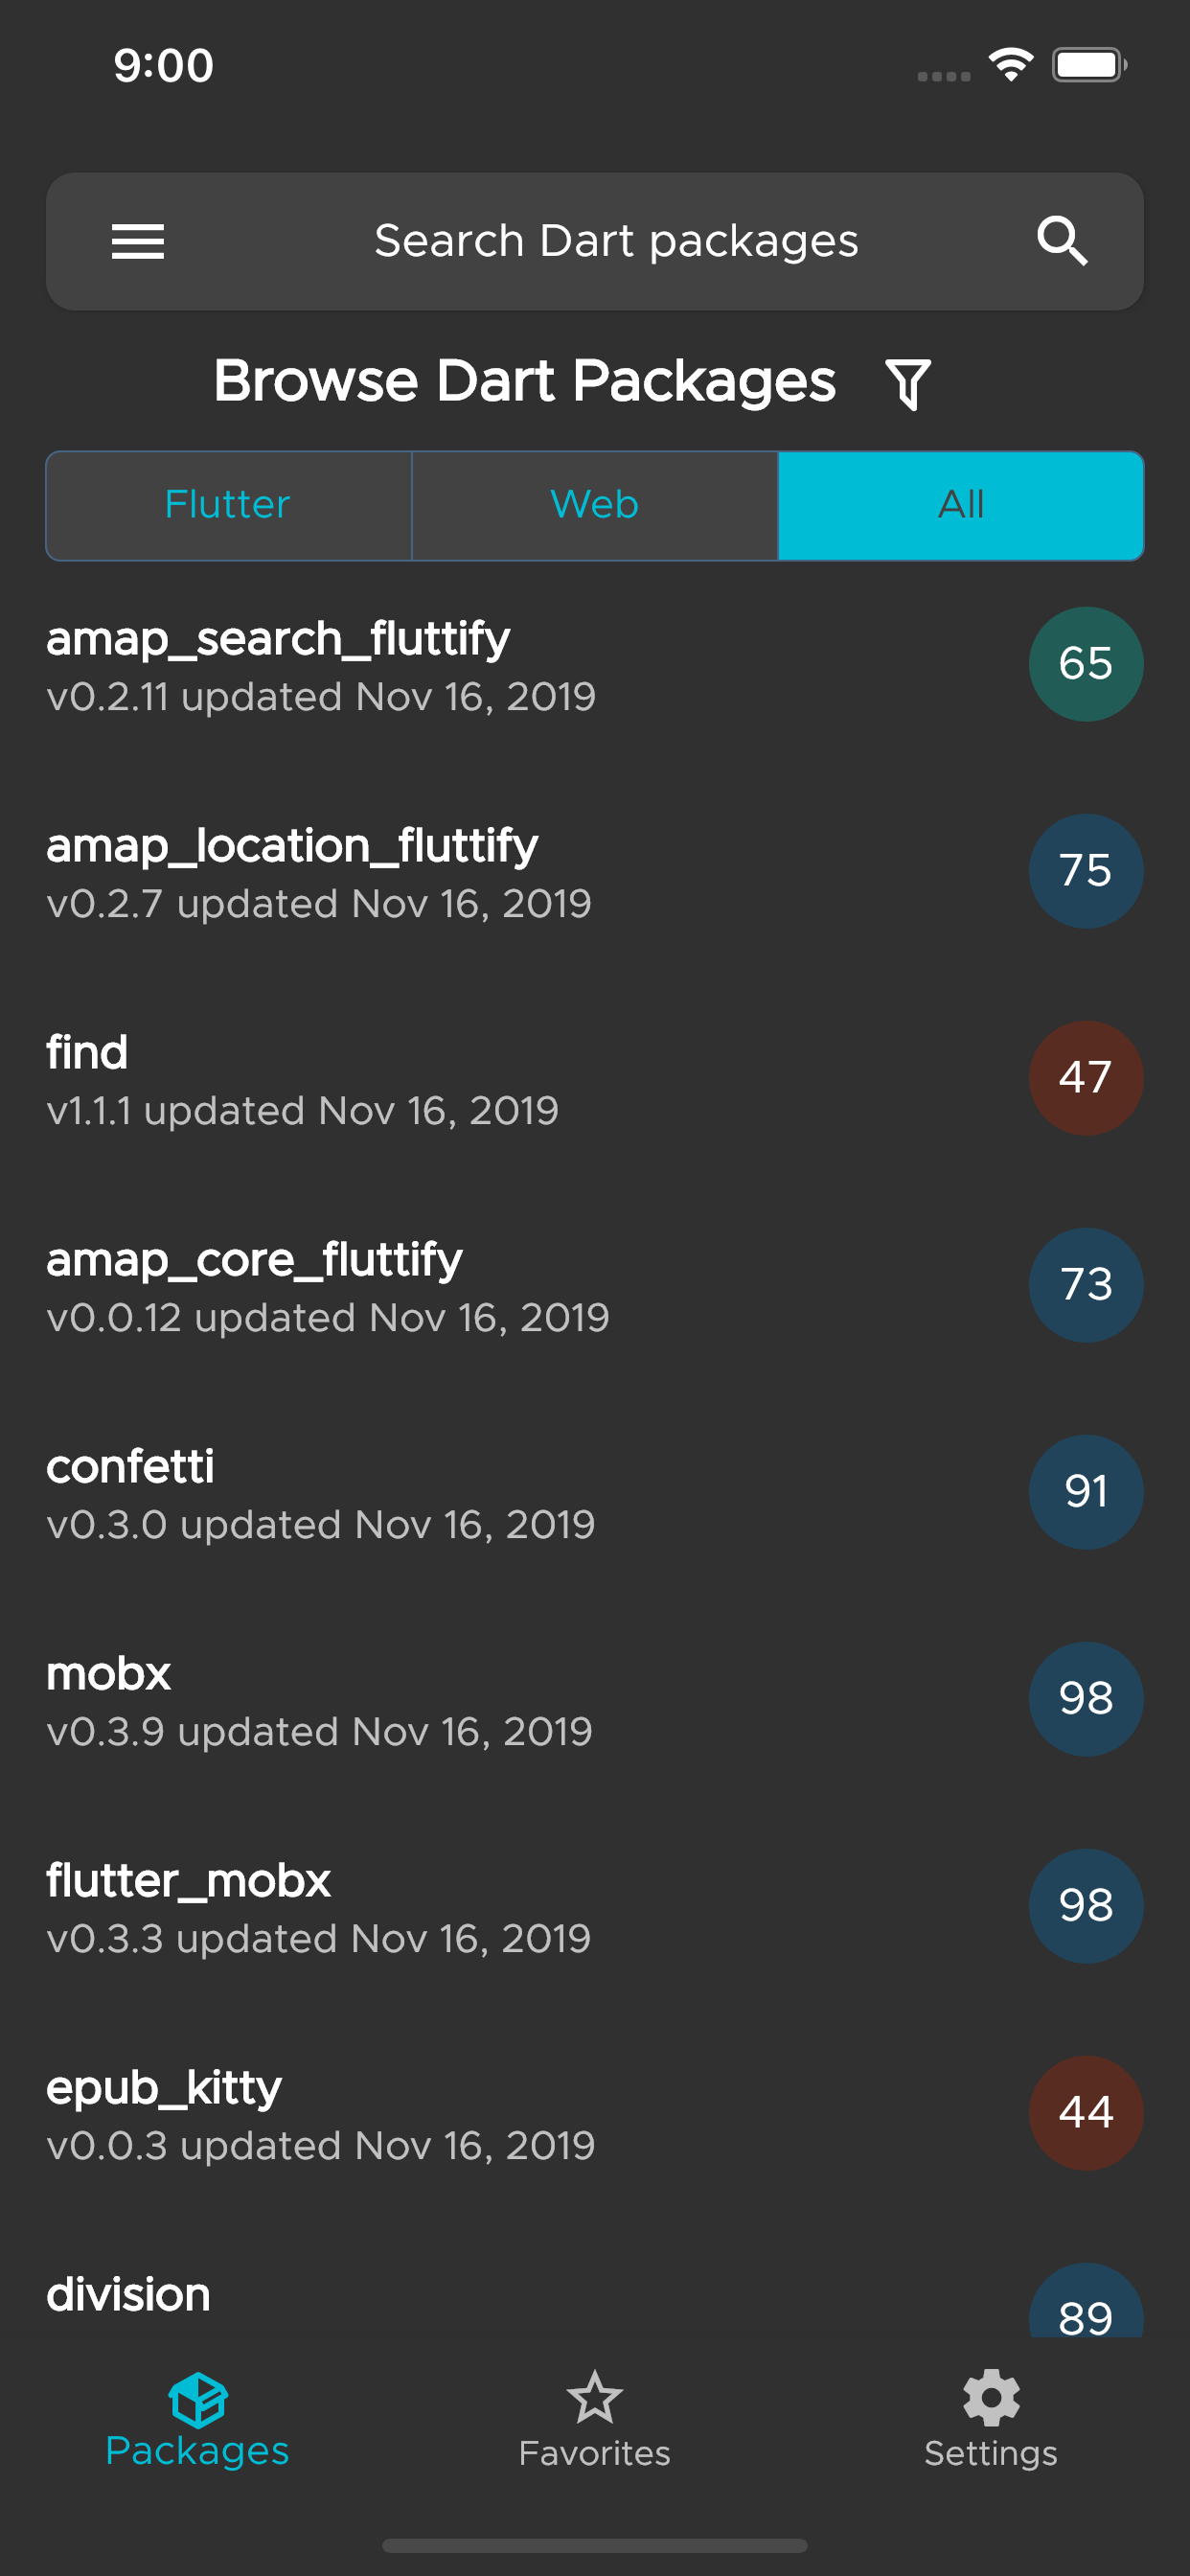 9:00
Search Dart packages
Browse Dart Packages
Flutter Web All
amap_search_fluttify
v0.2.11 updated Nov 16, 2019
65
amap_location_fluttify
v0.2.7 updated Nov 16, 2019
75
find
v1.1.1 updated Nov 16, 2019
47
amap_core_fluttify
v0.0.12 updated Nov 16, 2019
73
confetti
v0.3.0 updated Nov 16, 2019
91
mobx
v0.3.9 updated Nov 16, 2019
98
flutter_mobx
v0.3.3 updated Nov 16, 2019
98
epub_kitty
v0.0.3 updated Nov 16, 2019
44
division
89
Packages Favorites Settings